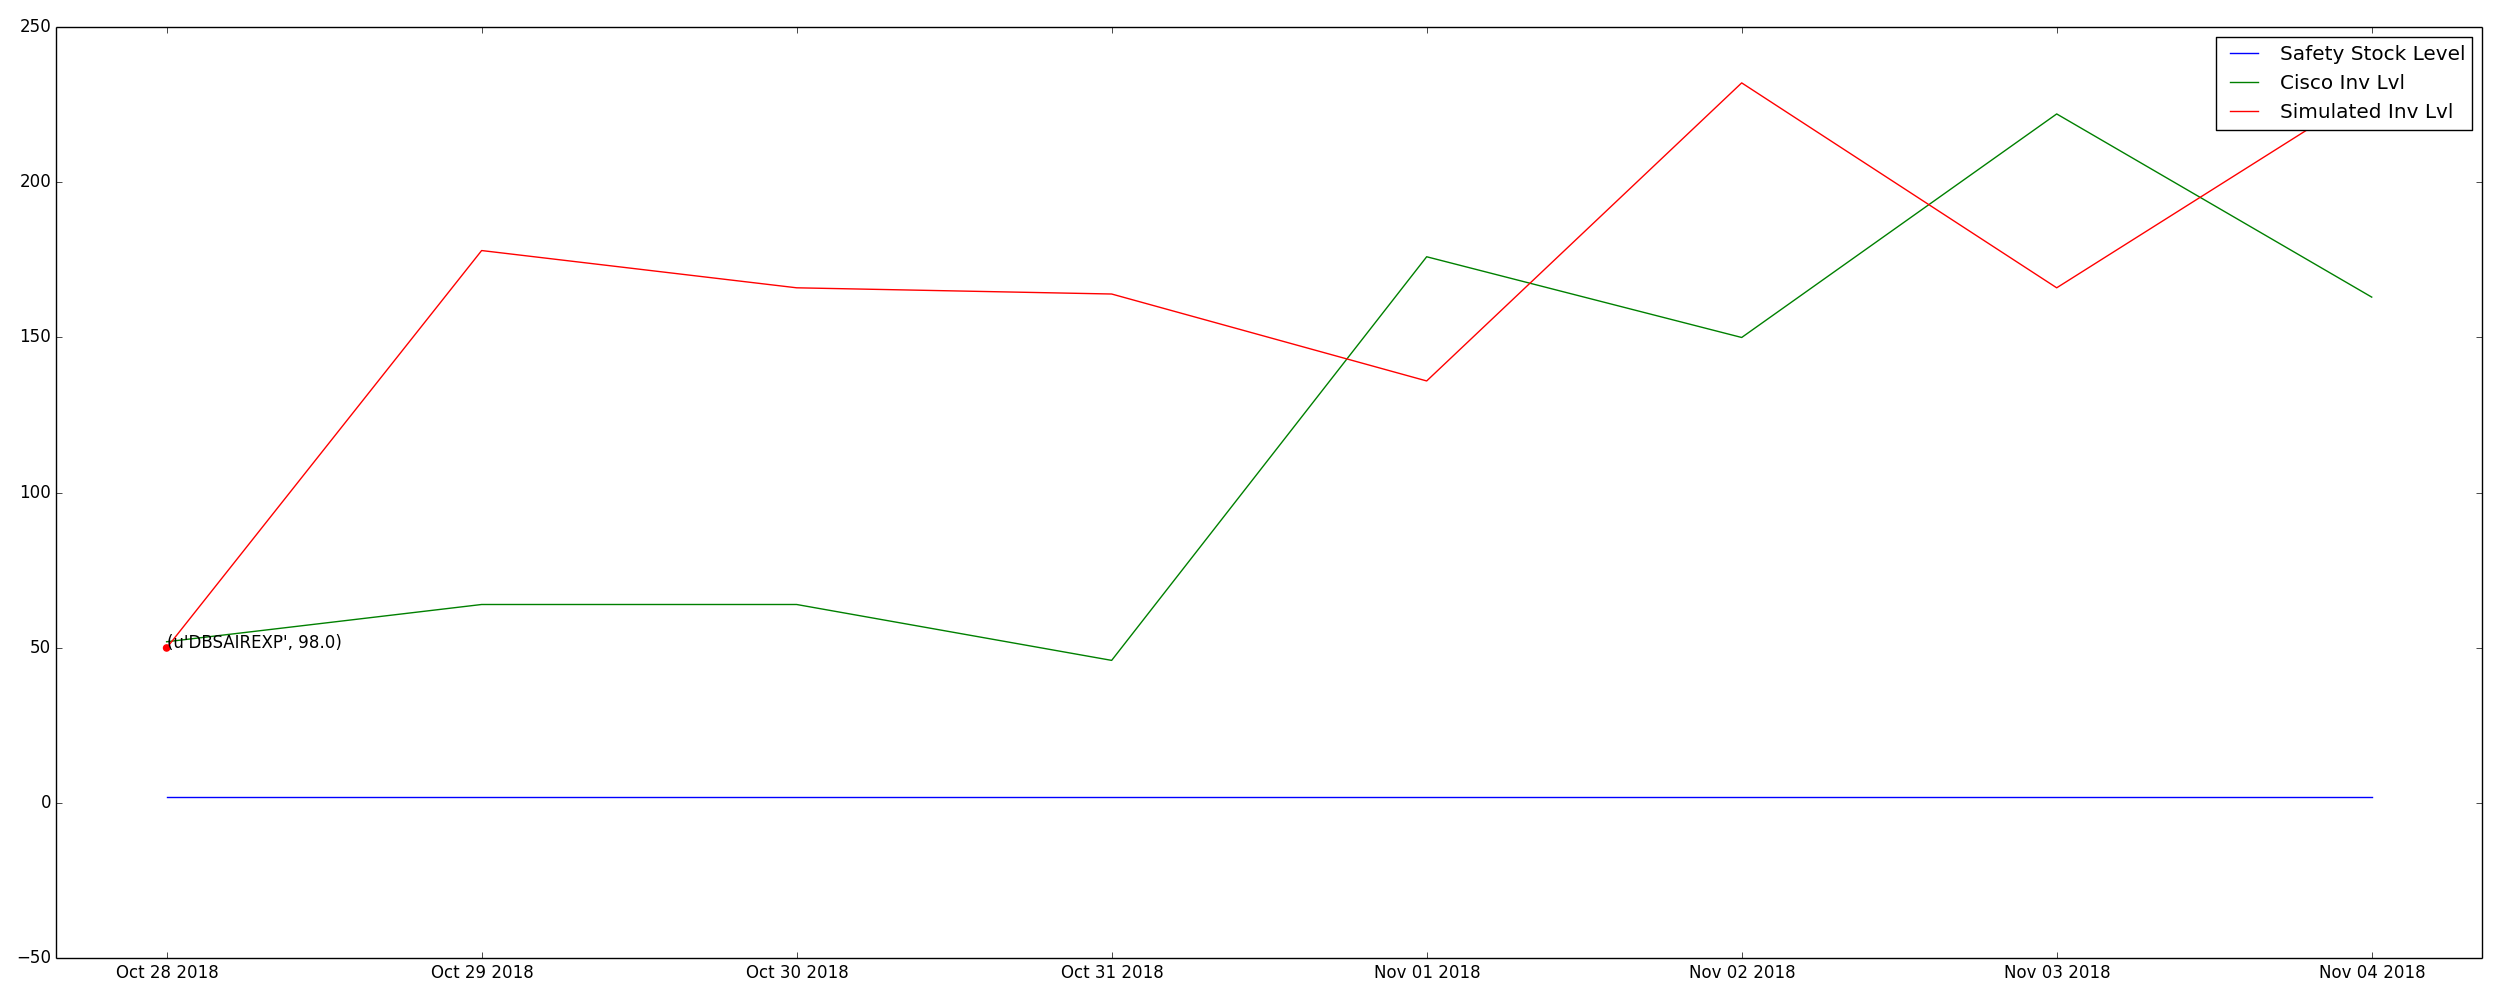 250
200
150
100
50
0
−50
Safety Stock Level
Cisco Inv Lvl
Simulated Inv Lvl
(u'DBSAIREXP', 98.0)
Oct 28 2018
Oct 29 2018
Oct 30 2018
Oct 31 2018
Nov 01 2018
Nov 02 2018
Nov 03 2018
Nov 04 2018